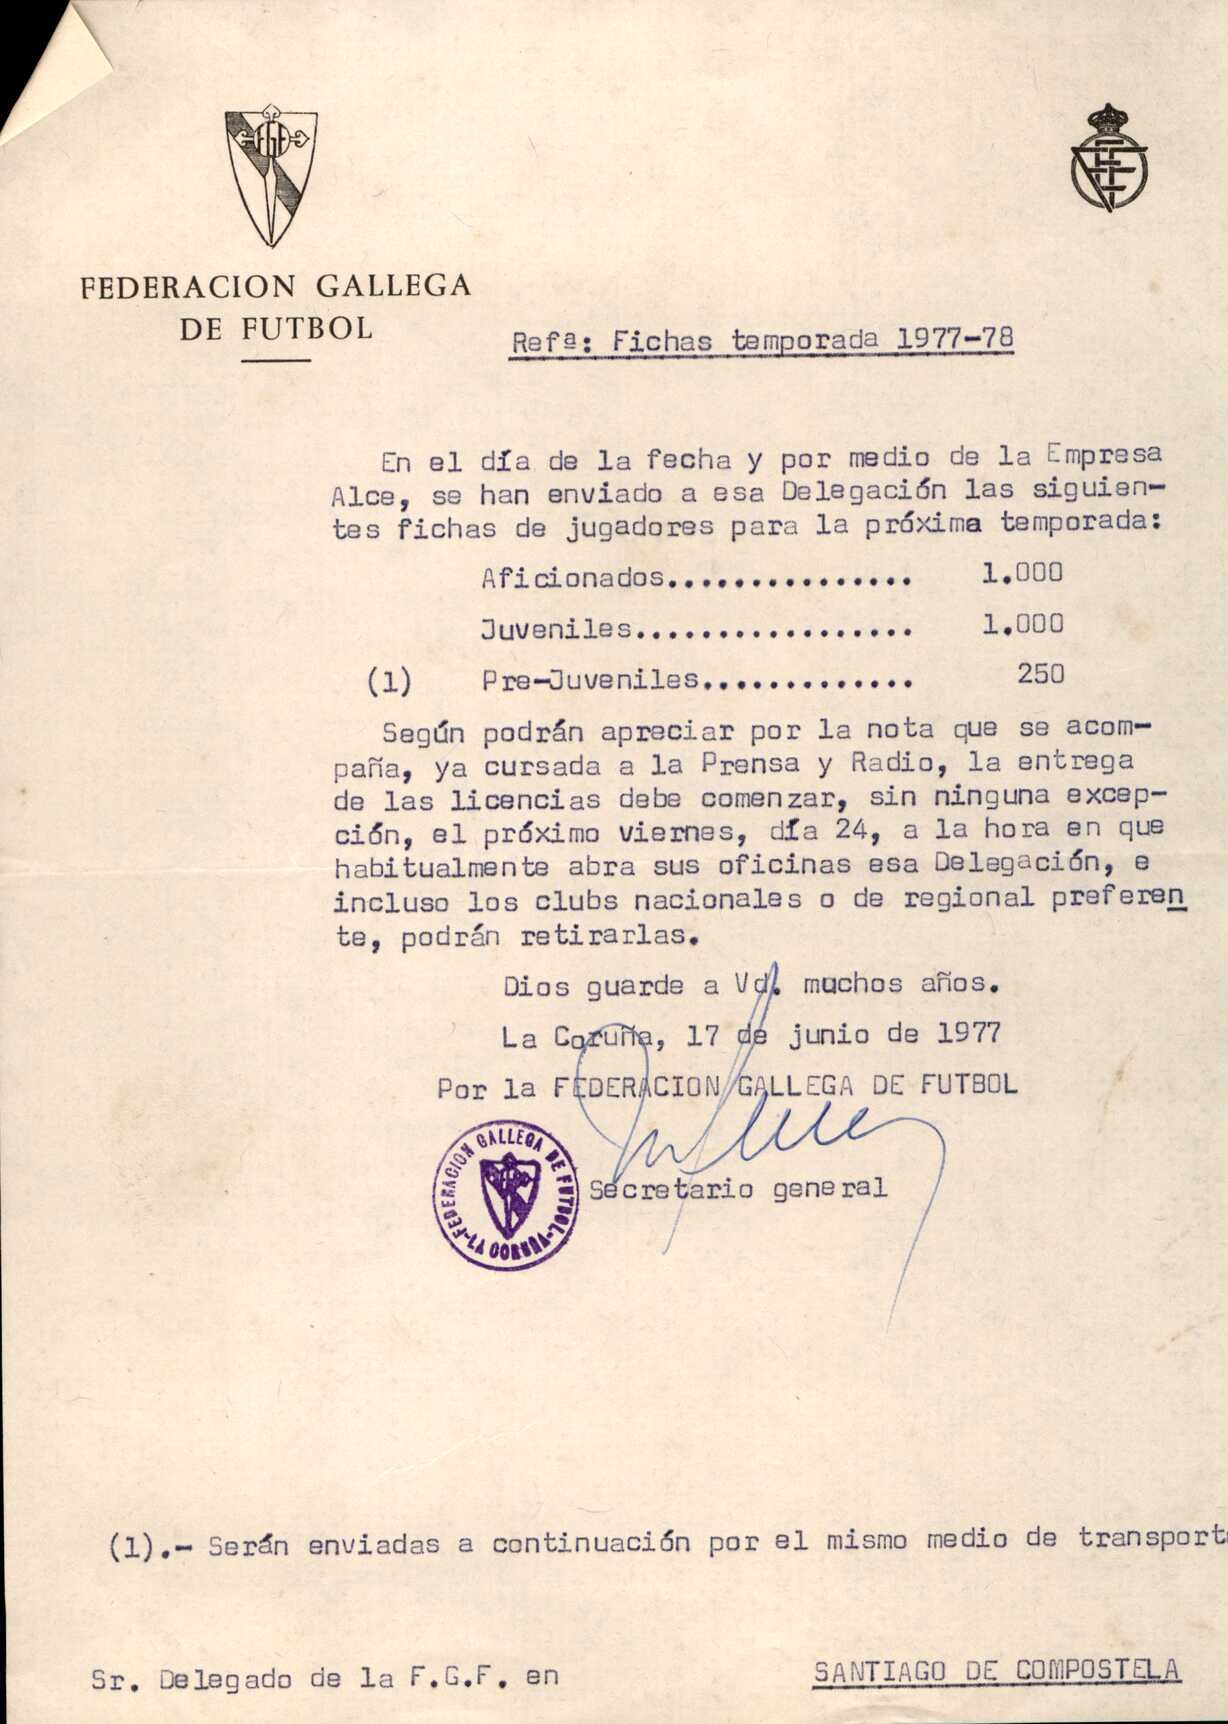 FGF
FEDERACION GALLEGA
DE FUTBOL
Refª: Fichas temporada 1977-78
En el día de la fecha y por medio de la Empresa
Alce, se han enviado a esa Delegación las siguien-
tes fichas de jugadores para la próxima temporada:
Aficionados............... 1.000
Juveniles................. 1.000
(1) Pre-Juveniles............. 250
Según podrán apreciar por la nota que se acom-
paña, ya cursada a la Prensa y Radio, la entrega
de las licencias debe comenzar, sin ninguna excep-
ción, el próximo viernes, día 24, a la hora en que
habitualmente abra sus oficinas esa Delegación, e
incluso los clubs nacionales o de regional preferen
te, podrán retirarlas.
Dios guarde a Vd. muchos años.
La Coruña, 17 de junio de 1977
Por la FEDERACION GALLEGA DE FUTBOL
FEDERACION GALLEGA DE FUTBOL-LA CORUÑA-
Secretario general
(1).- Serán enviadas a continuación por el mismo medio de transport
Sr. Delegado de la F.G.F. en SANTIAGO DE COMPOSTELA